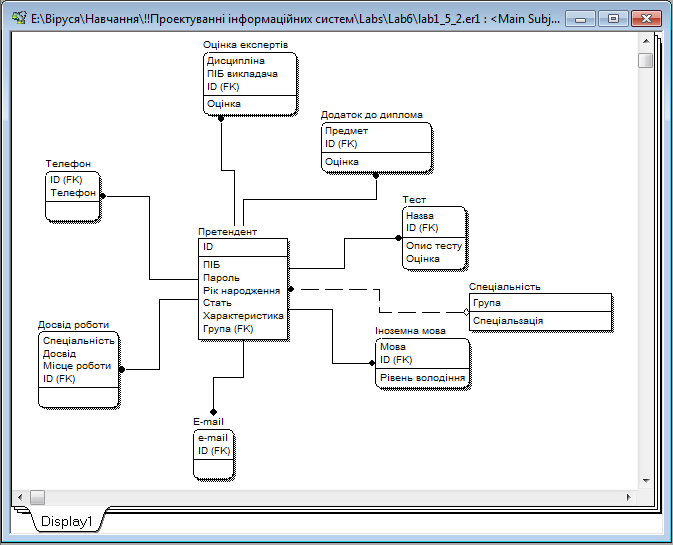 E:\Віруся\Навчання\!!Проектуванні інформаційних систем\Labs\Lab6\lab1_5_2.er1 : <Main Subj...
Оцінка експертів
Дисципліна
ПІБ викладача
ID (FK)
Оцінка
Додаток до диплома
Предмет
ID (FK)
Оцінка
Телефон
ID (FK)
Телефон
Тест
Назва
ID (FK)
Опис тесту
Оцінка
Претендент
ID
ПІБ
Пароль
Рік народження
Стать
Характеристика
Група (FK)
Спеціальність
Група
Спеціальзація
Досвід роботи
Спеціальність
Досвід
Місце роботи
ID (FK)
Іноземна мова
Мова
ID (FK)
Рівень володіння
E-mail
e-mail
ID (FK)
Display1